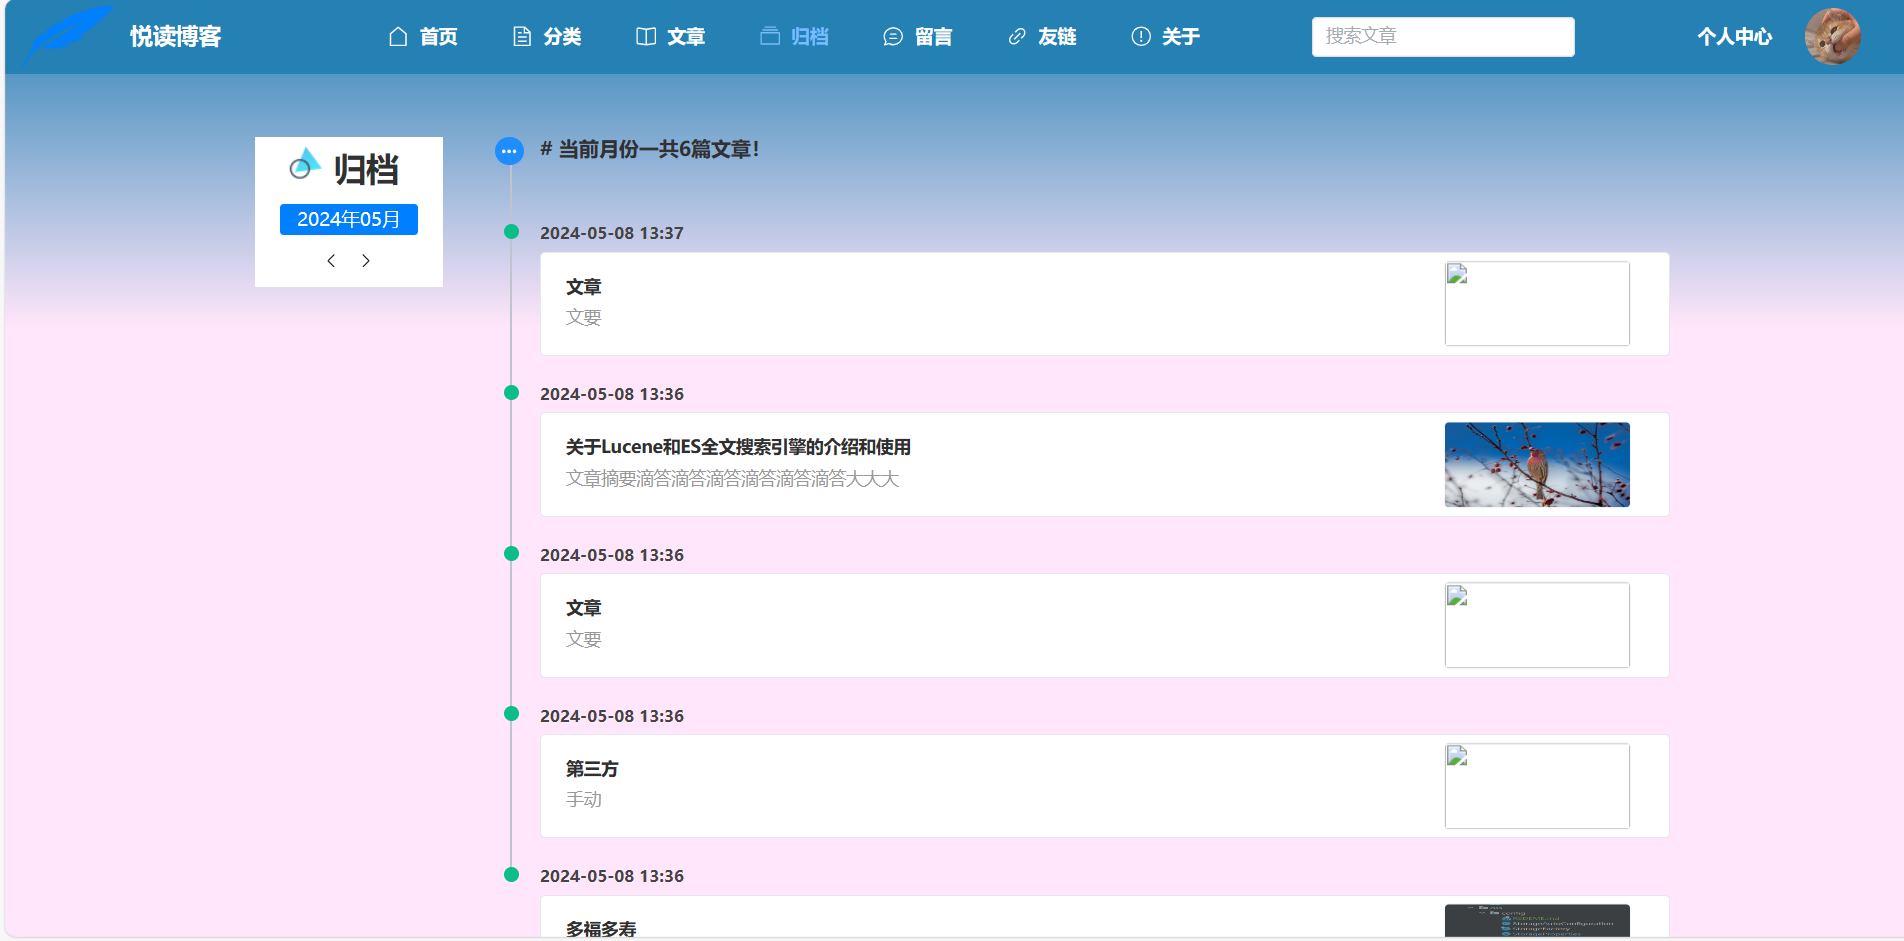 悦读博客
首页
分类
文章
归档
留言
友链
关于
搜索文章
个人中心
归档
2024年05月
# 当前月份一共6篇文章！
2024-05-08 13:37
文章
文要
2024-05-08 13:36
关于Lucene和ES全文搜索引擎的介绍和使用
文章摘要滴答滴答滴答滴答滴答滴答大大大
2024-05-08 13:36
文章
文要
2024-05-08 13:36
第三方
手动
2024-05-08 13:36
多福多寿
config
StorageAutoConfiguration
StorageFactory
StorageProperties